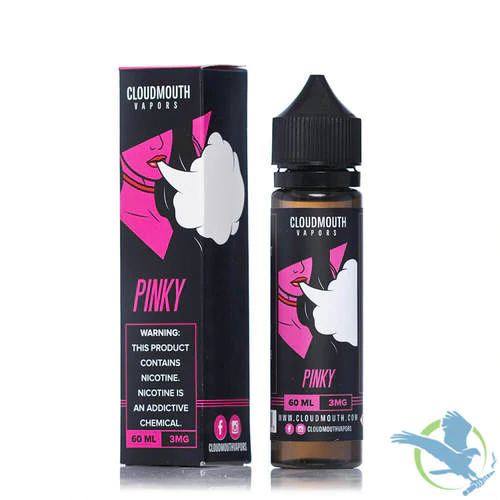 CLOUDMOUTH
VAPORS
PINKY
WARNING:
THIS PRODUCT
CONTAINS
NICOTINE.
NICOTINE IS
AN ADDICTIVE
CHEMICAL.
60 ML 3MG
CLOUDMOUTHVAPORS
CLOUDMOUTH
VAPORS
PINKY
60 ML 3MG
WWW.CLOUDMOUTH.COM
CLOUDMOUTHVAPORS